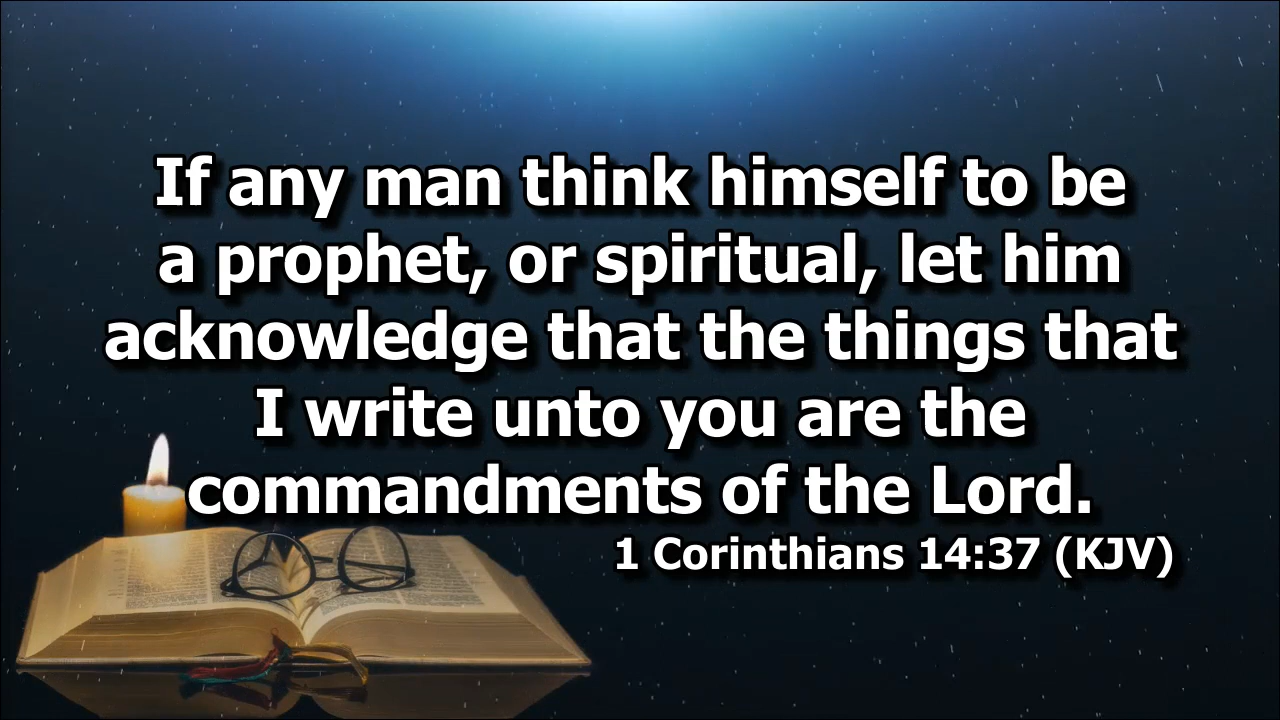 If any man think himself to be
a prophet, or spiritual, let him
acknowledge that the things that
I write unto you are the
commandments of the Lord.
1 Corinthians 14:37 (KJV)